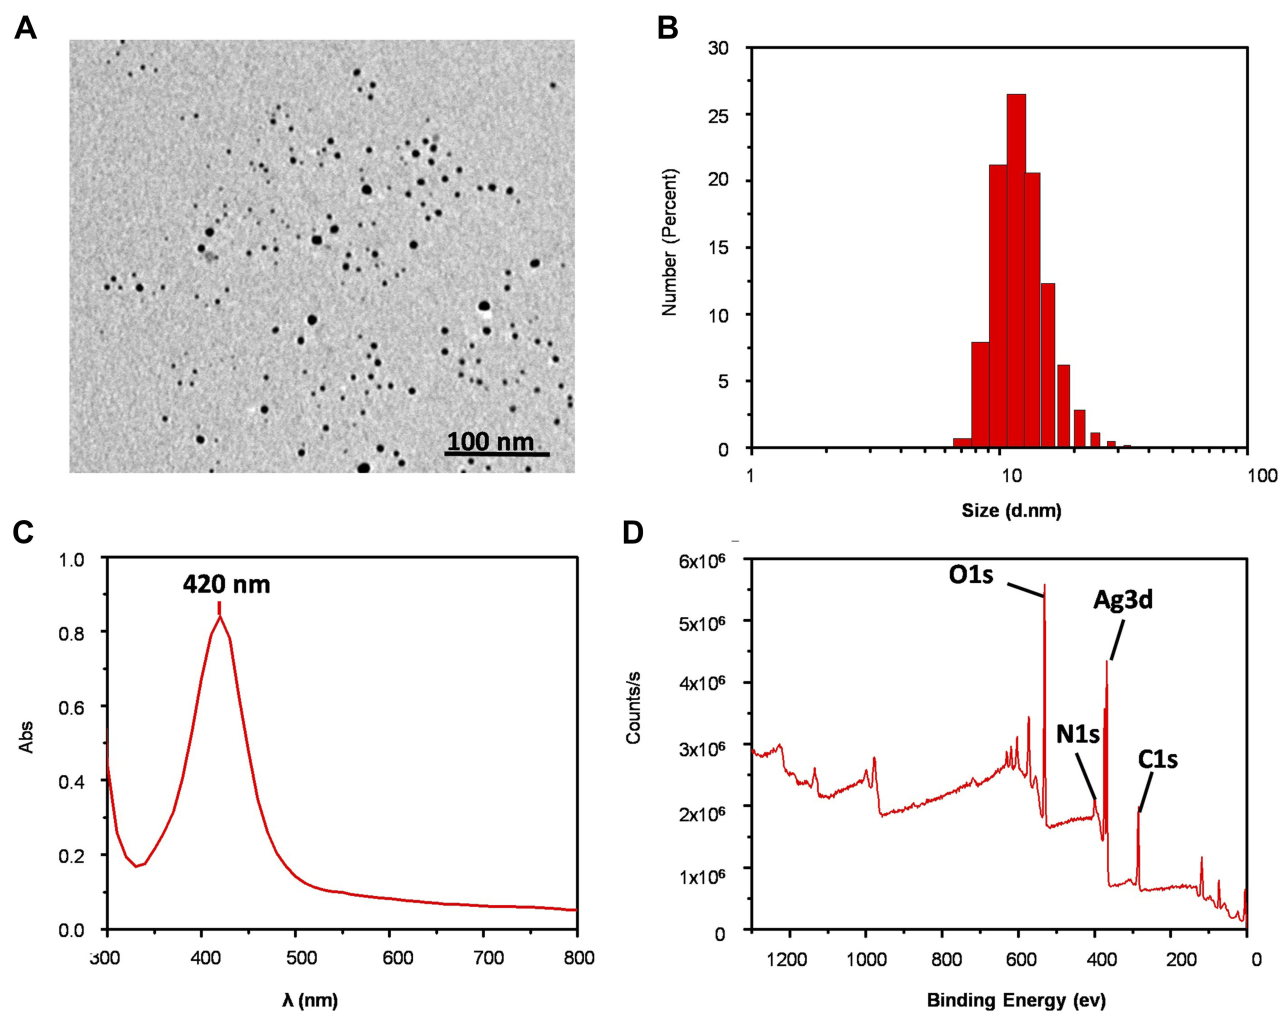 A
100 nm
B
30
25
20
15
10
5
0
Number (Percent)
1
10
100
Size (d.nm)
C
1.0
0.8
0.6
0.4
0.2
0.0
Abs
420 nm
300
400
500
600
700
800
λ (nm)
D
6x10⁶
5x10⁶
4x10⁶
3x10⁶
2x10⁶
1x10⁶
0
Counts/s
O1s
Ag3d
N1s
C1s
1200
1000
800
600
400
200
0
Binding Energy (ev)